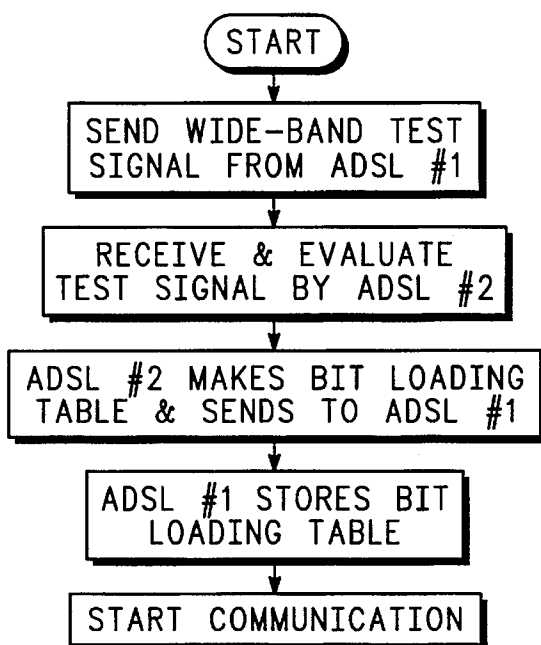 START
SEND WIDE-BAND TEST
SIGNAL FROM ADSL #1
RECEIVE & EVALUATE
TEST SIGNAL BY ADSL #2
ADSL #2 MAKES BIT LOADING
TABLE & SENDS TO ADSL #1
ADSL #1 STORES BIT
LOADING TABLE
START COMMUNICATION